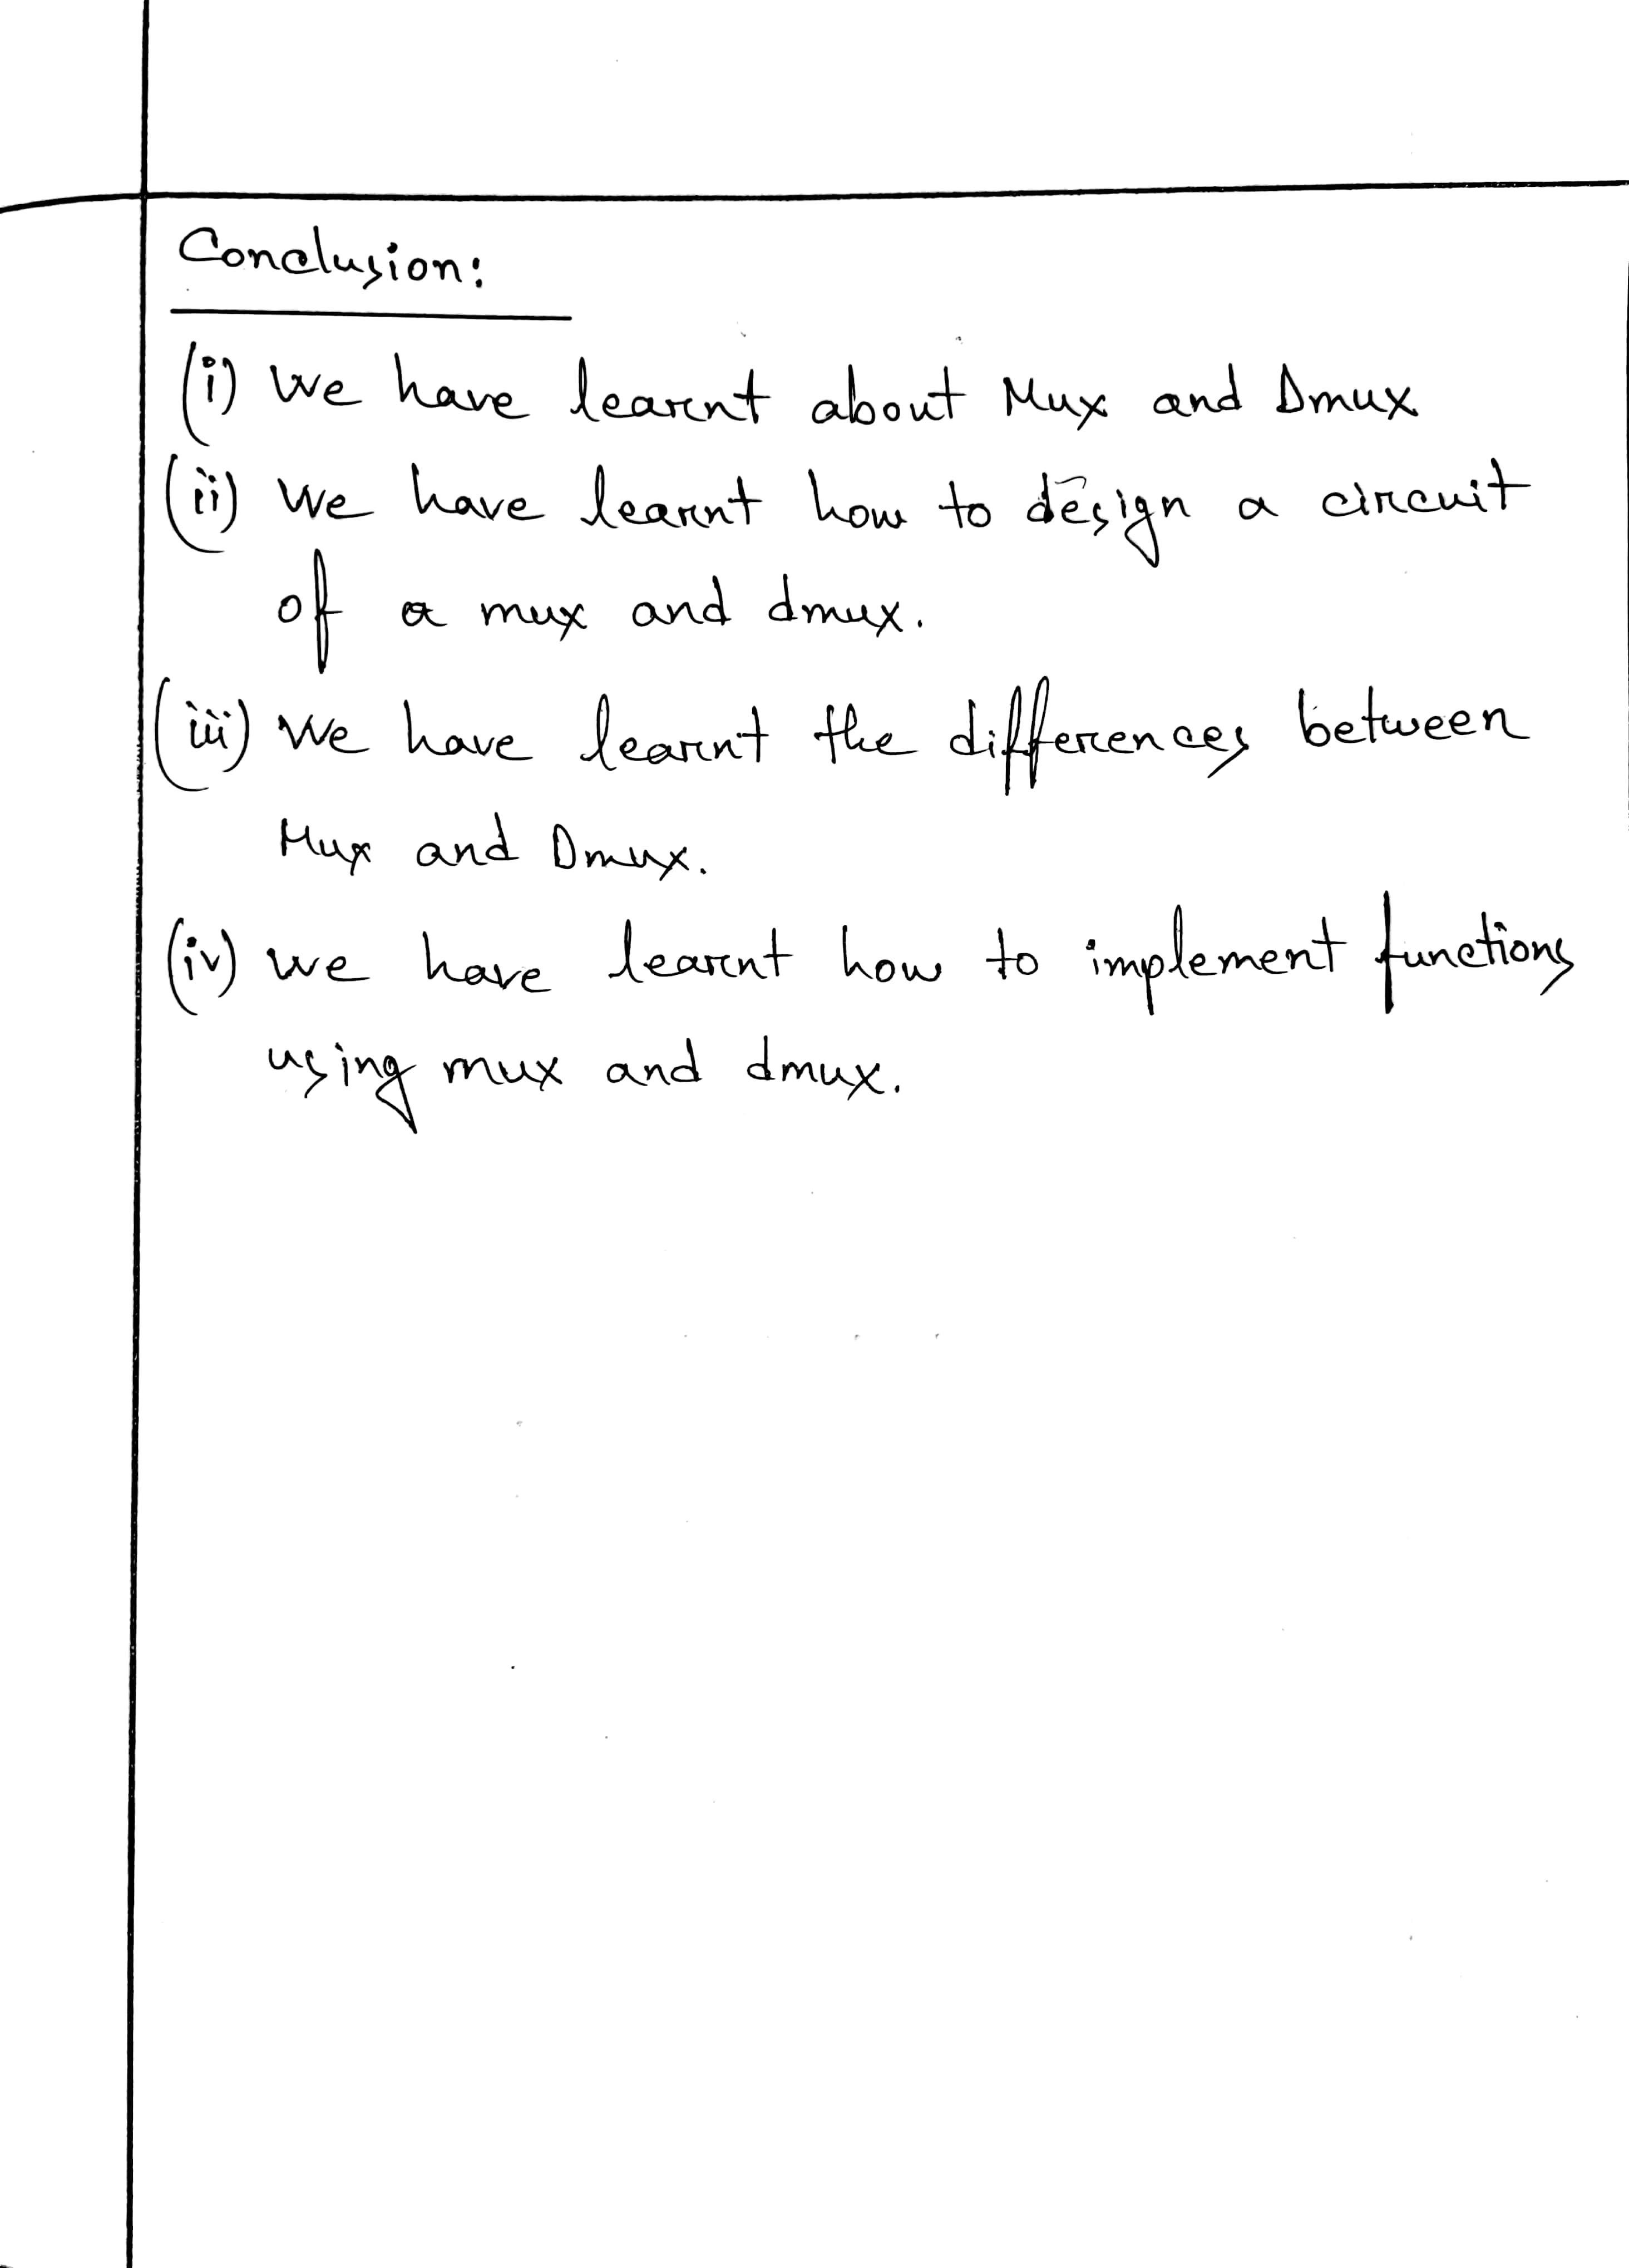 Conclusion:
(i) We have learnt about Mux and Dmux
(ii) We have learnt how to design a circuit
of a mux and dmux.
(iii) We have learnt the differences between
Mux and Dmux.
(iv) We have learnt how to implement functions
using mux and dmux.